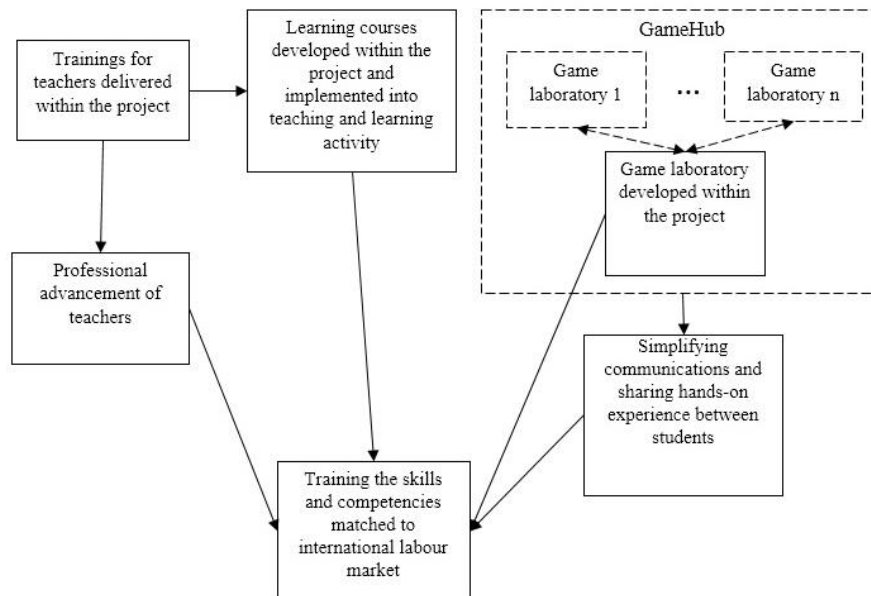 Trainings for
teachers delivered
within the project
Learning courses
developed within the
project and
implemented into
teaching and learning
activity
GameHub
Game
laboratory 1
...
Game
laboratory n
Game laboratory
developed within
the project
Professional
advancement of
teachers
Simplifying
communications and
sharing hands-on
experience between
students
Training the skills
and competencies
matched to
international labour
market